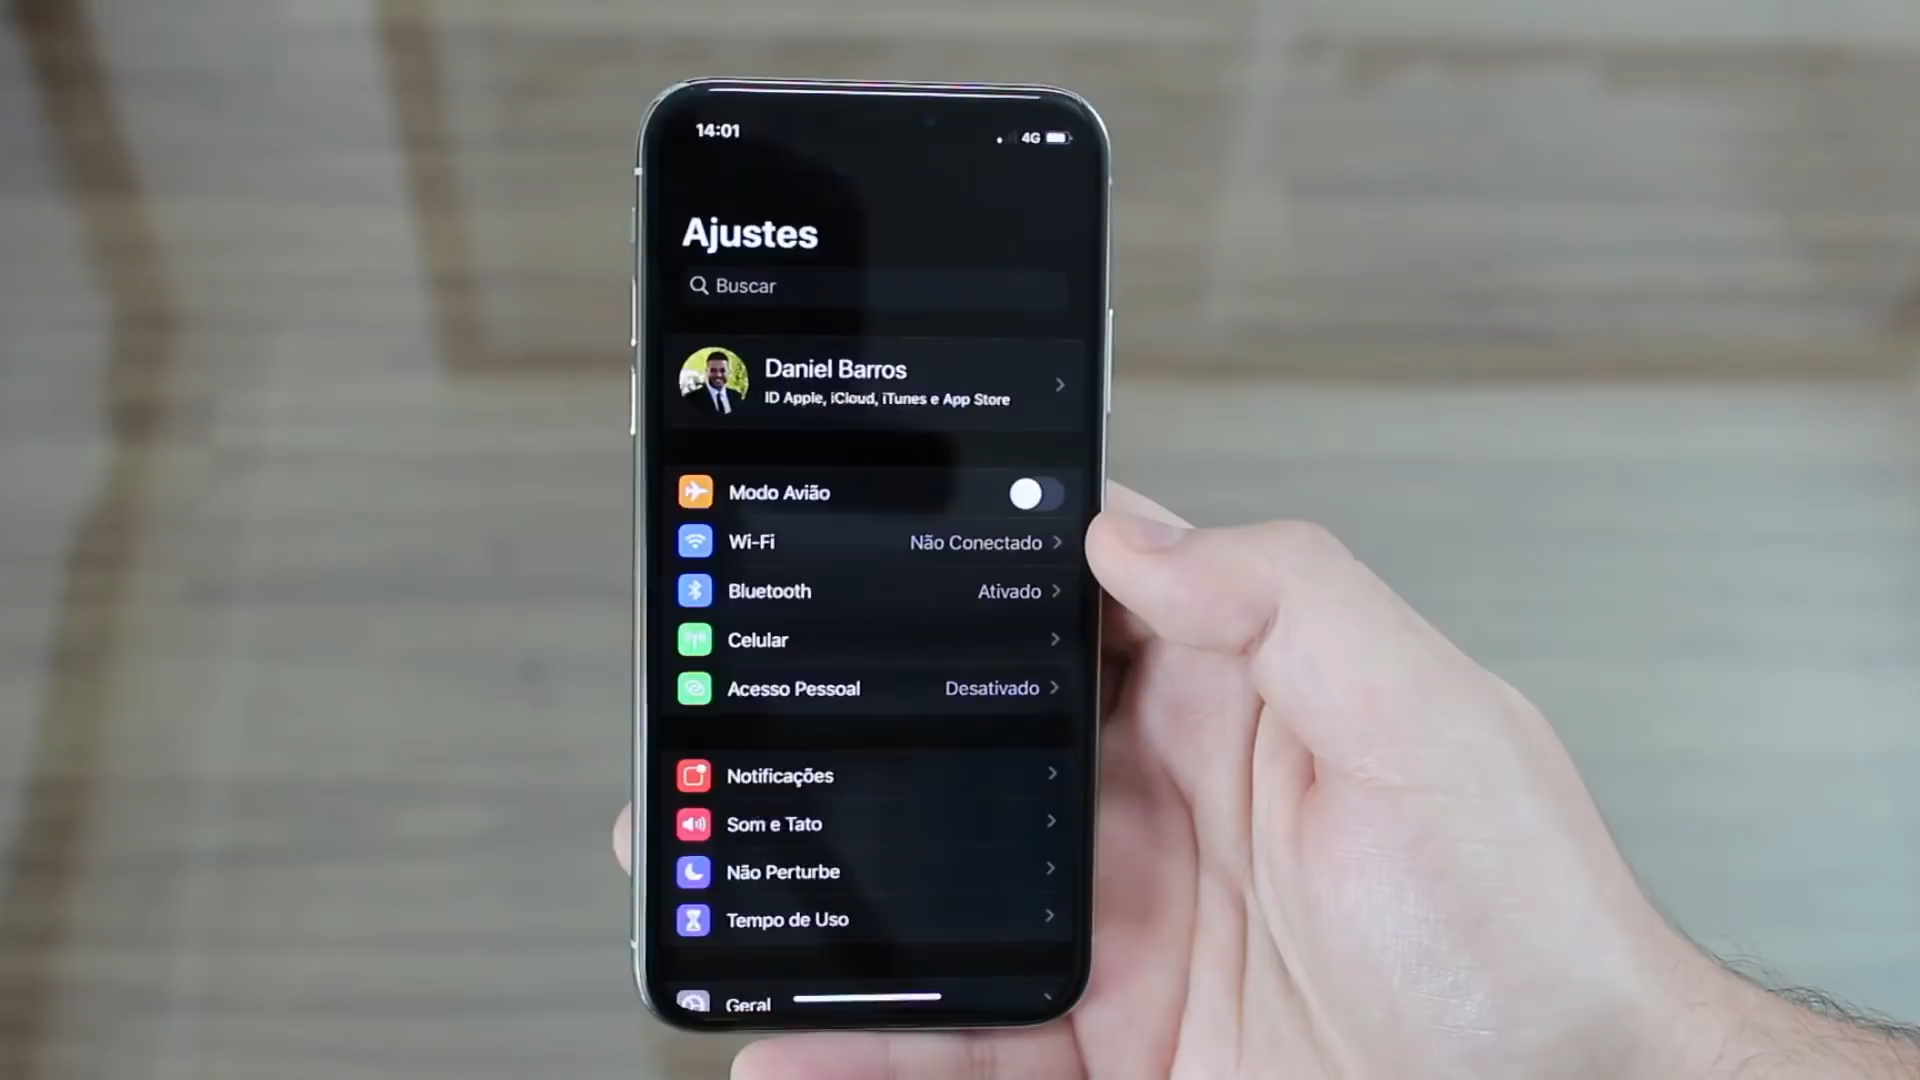 14:01
4G
Ajustes
Buscar
Daniel Barros
ID Apple, iCloud, iTunes e App Store
Modo Avião
Wi-Fi Não Conectado
Bluetooth Ativado
Celular
Acesso Pessoal Desativado
Notificações
Som e Tato
Não Perturbe
Tempo de Uso
Geral